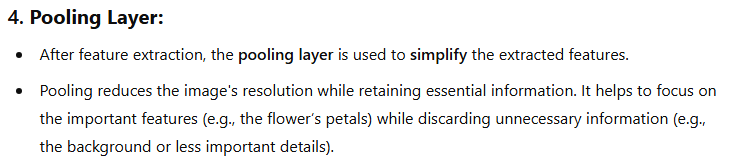 4. Pooling Layer:
• After feature extraction, the pooling layer is used to simplify the extracted features.
• Pooling reduces the image's resolution while retaining essential information. It helps to focus on
the important features (e.g., the flower's petals) while discarding unnecessary information (e.g.,
the background or less important details).